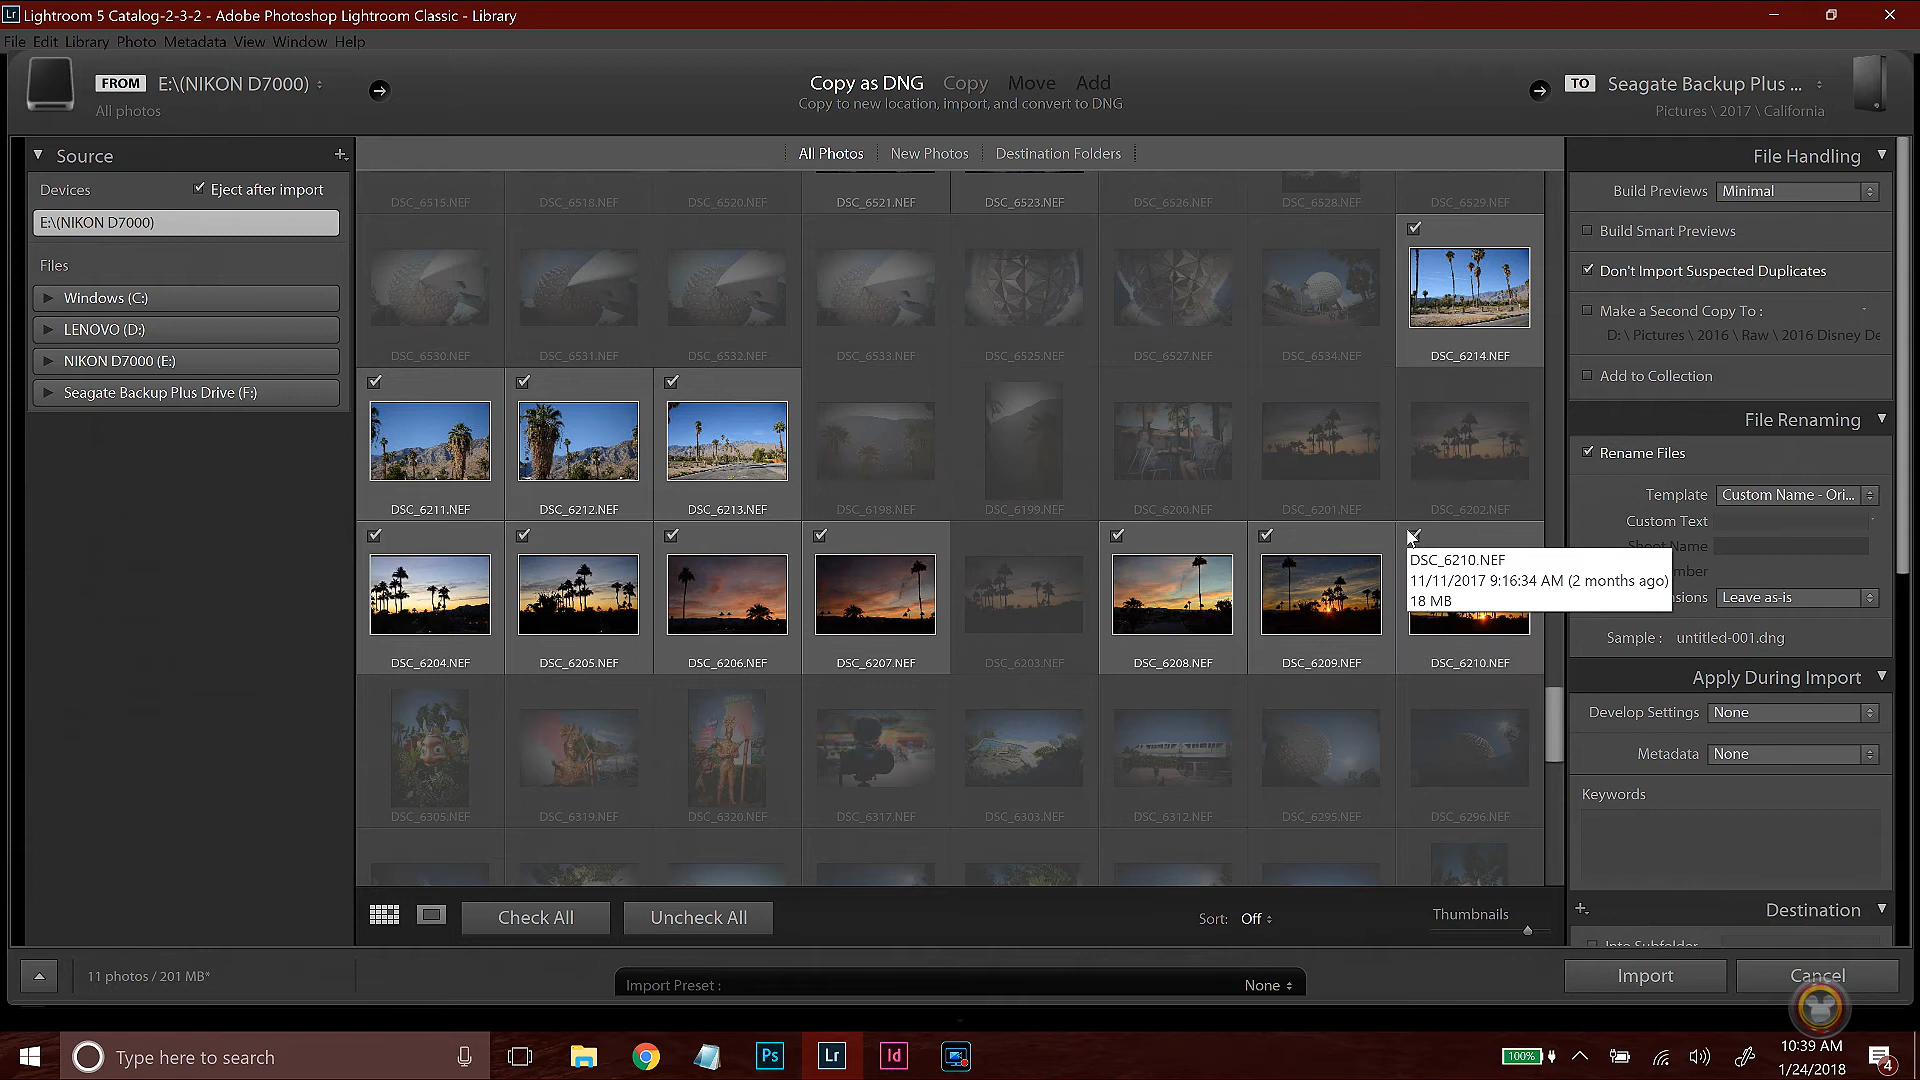 Lightroom 5 Catalog-2-3-2 - Adobe Photoshop Lightroom Classic - Library
File Edit Library Photo Metadata View Window Help
FROM E:\(NIKON D7000)
All photos
Copy as DNG Copy Move Add
Copy to new location, import, and convert to DNG
TO Seagate Backup Plus ...
Pictures \ 2017 \ California
Source
Devices Eject after import
E:\(NIKON D7000)
Files
Windows (C:)
LENOVO (D:)
NIKON D7000 (E:)
Seagate Backup Plus Drive (F:)
All Photos New Photos Destination Folders
DSC_6515.NEF DSC_6518.NEF DSC_6520.NEF DSC_6521.NEF DSC_6523.NEF DSC_6526.NEF DSC_6528.NEF DSC_6529.NEF
DSC_6530.NEF DSC_6531.NEF DSC_6532.NEF DSC_6533.NEF DSC_6525.NEF DSC_6527.NEF DSC_6534.NEF DSC_6214.NEF
DSC_6211.NEF DSC_6212.NEF DSC_6213.NEF DSC_6198.NEF DSC_6199.NEF DSC_6200.NEF DSC_6201.NEF DSC_6202.NEF
DSC_6204.NEF DSC_6205.NEF DSC_6206.NEF DSC_6207.NEF DSC_6203.NEF DSC_6208.NEF DSC_6209.NEF DSC_6210.NEF
DSC_6305.NEF DSC_6319.NEF DSC_6320.NEF DSC_6317.NEF DSC_6303.NEF DSC_6312.NEF DSC_6295.NEF DSC_6296.NEF
DSC_6210.NEF
11/11/2017 9:16:34 AM (2 months ago)
18 MB
Check All Uncheck All Sort: Off Thumbnails
File Handling
Build Previews Minimal
Build Smart Previews
Don't Import Suspected Duplicates
Make a Second Copy To :
D: \ Pictures \ 2016 \ Raw \ 2016 Disney De
Add to Collection
File Renaming
Rename Files
Template Custom Name - Ori...
Custom Text
Shoot Name
mber
nsions Leave as-is
Sample : untitled-001.dng
Apply During Import
Develop Settings None
Metadata None
Keywords
Destination
Into Subfolder
11 photos / 201 MB*
Import Preset : None
Import Cancel
Type here to search
Ps Lr Id
100%
10:39 AM
1/24/2018
4